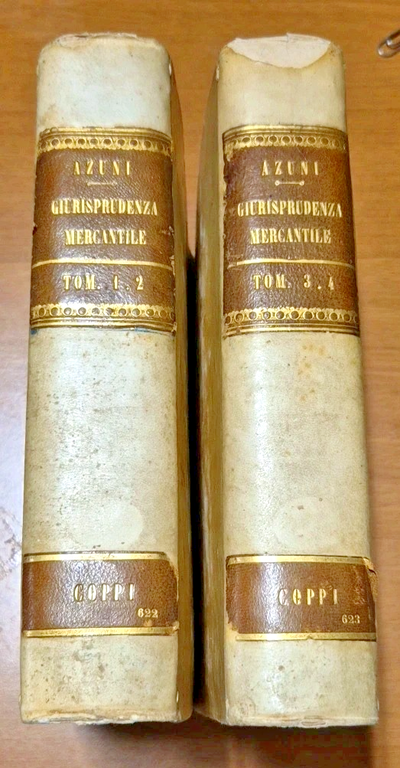 AZUNI
GIURISPRUDENZA
MERCANTILE
TOM. 1.2
COPPI
622
AZUNI
GIURISPRUDENZA
MERCANTILE
TOM. 3.4
COPPI
623